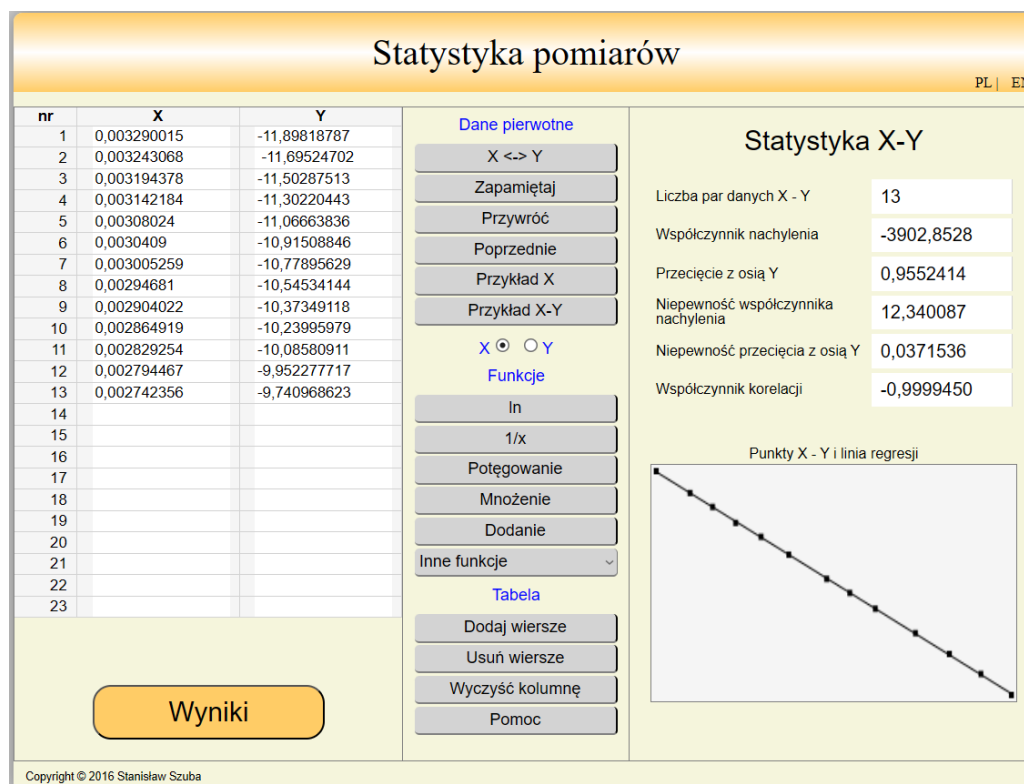 Statystyka pomiarów
PL |
nr X Y
1 0,003290015 -11,89818787
2 0,003243068 -11,69524702
3 0,003194378 -11,50287513
4 0,003142184 -11,30220443
5 0,00308024 -11,06663836
6 0,0030409 -10,91508846
7 0,003005259 -10,77895629
8 0,00294681 -10,54534144
9 0,002904022 -10,37349118
10 0,002864919 -10,23995979
11 0,002829254 -10,08580911
12 0,002794467 -9,952277717
13 0,002742356 -9,740968623
14
15
16
17
18
19
20
21
22
23
Wyniki
Dane pierwotne
X <-> Y
Zapamiętaj
Przywróć
Poprzednie
Przykład X
Przykład X-Y
X Y
Funkcje
ln
1/x
Potęgowanie
Mnożenie
Dodanie
Inne funkcje
Tabela
Dodaj wiersze
Usuń wiersze
Wyczyść kolumnę
Pomoc
Statystyka X-Y
Liczba par danych X - Y 13
Współczynnik nachylenia -3902,8528
Przecięcie z osią Y 0,9552414
Niepewność współczynnika
nachylenia 12,340087
Niepewność przecięcia z osią Y 0,0371536
Współczynnik korelacji -0,9999450
Punkty X - Y i linia regresji
Copyright © 2016 Stanisław Szuba